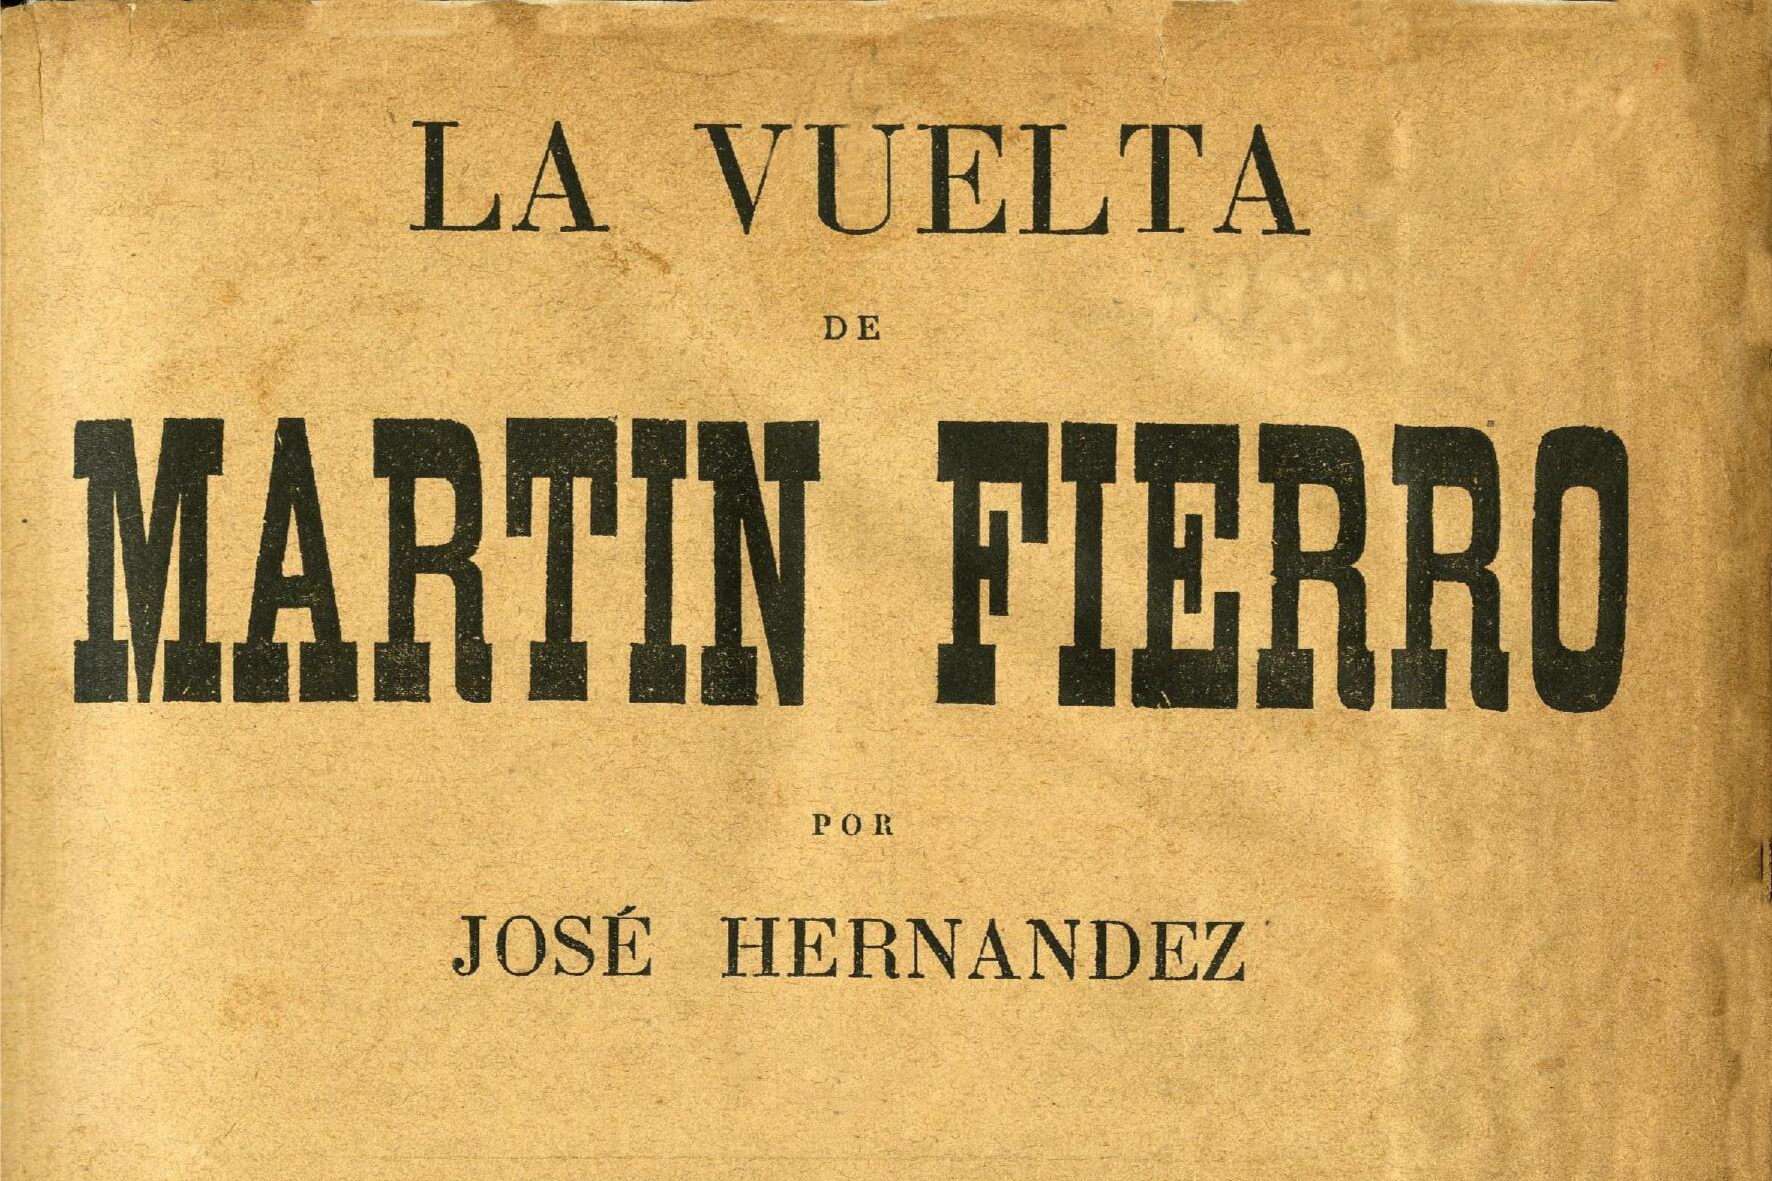 LA VUELTA
DE
MARTIN FIERRO
POR
JOSÉ HERNANDEZ